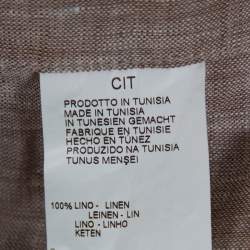 CIT
PRODOTTO IN TUNISIA
MADE IN TUNISIA
IN TUNESIEN GEMACHT
FABRIQUE EN TUNISIE
HECHO EN TÚNEZ
PRODUZIDO NA TUNISIA
TUNUS MENŞEİ
100% LINO - LINEN
LEINEN - LIN
LINO - LINHO
KETEN